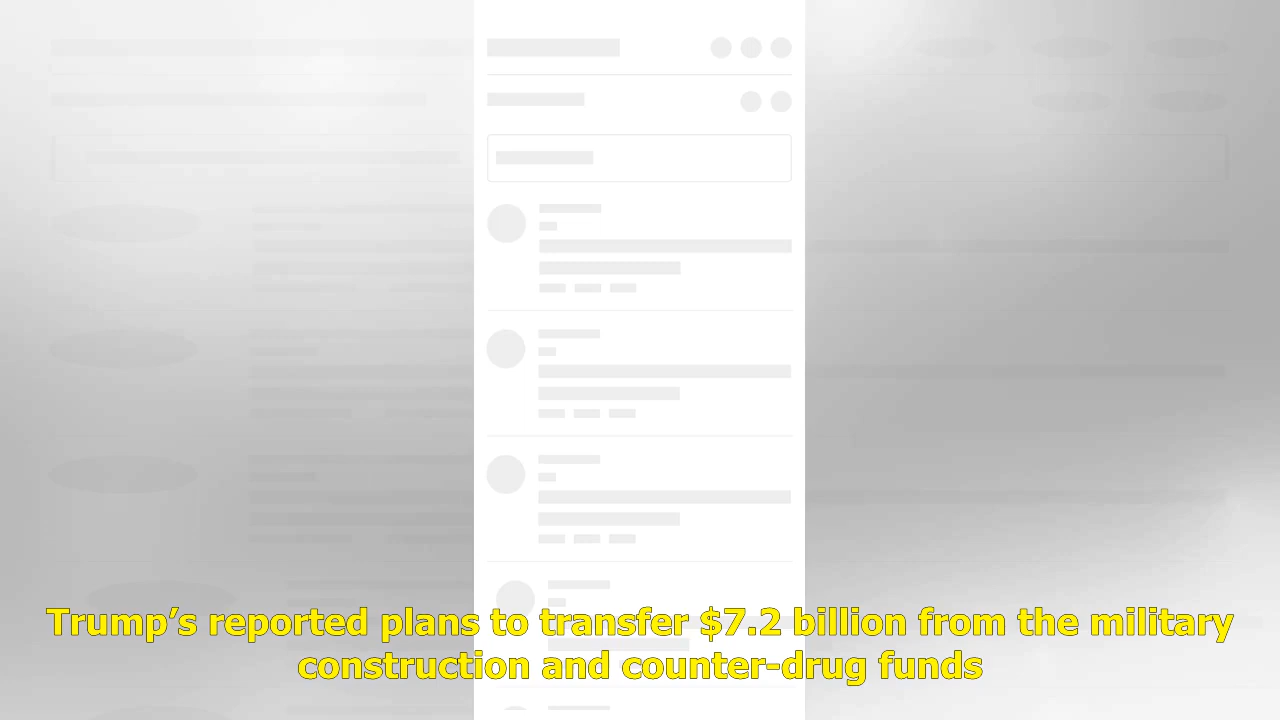 Trump’s reported plans to transfer $7.2 billion from the military
construction and counter-drug funds